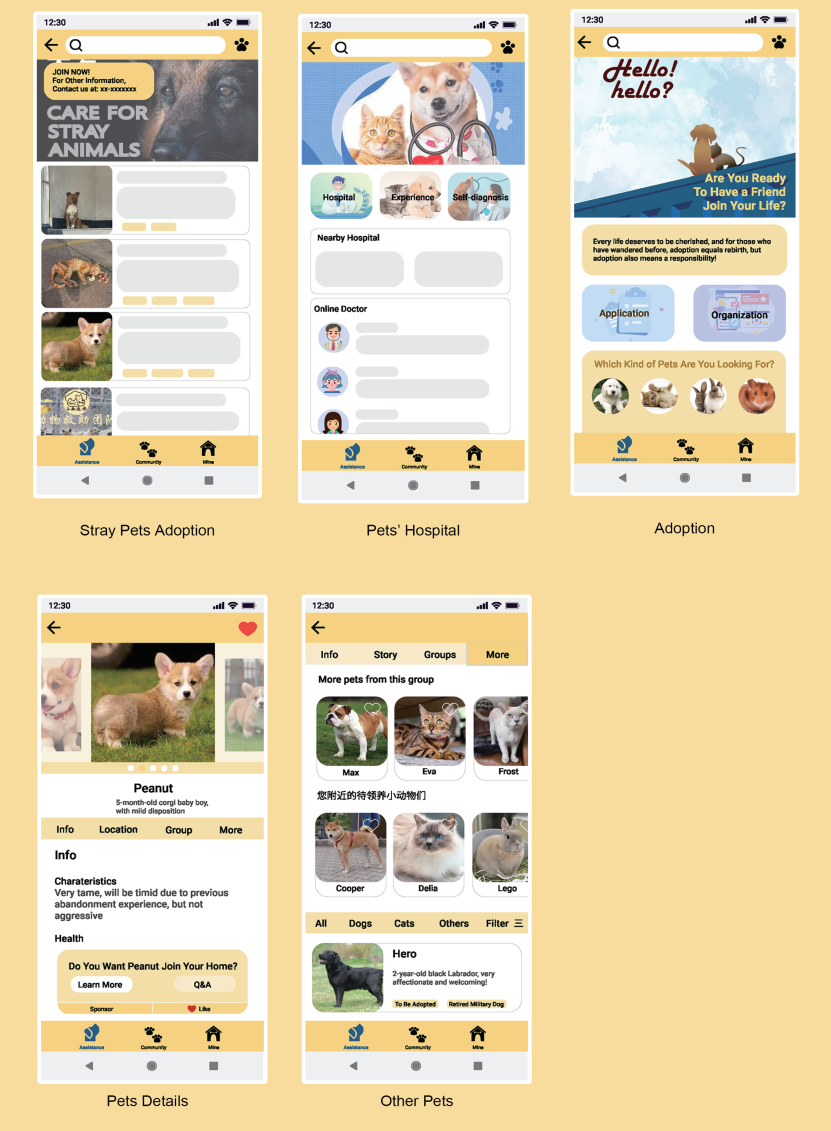 12:30
JOIN NOW!
For Other Information,
Contact us at: xx-xxxxxxx
CARE FOR
STRAY
ANIMALS
Assistance
Community
Mine
Stray Pets Adoption
12:30
Hospital
Experience
Self-diagnosis
Nearby Hospital
Online Doctor
Assistance
Community
Mine
Pets’ Hospital
12:30
Hello!
hello?
Are You Ready
To Have a Friend
Join Your Life?
Every life deserves to be cherished, and for those who
have wandered before, adoption equals rebirth, but
adoption also means a responsibility!
Application
Organization
Which Kind of Pets Are You Looking For?
Assistance
Community
Mine
Adoption
12:30
Peanut
5-month-old corgi baby boy,
with mild disposition
Info Location Group More
Info
Charateristics
Very tame, will be timid due to previous
abandonment experience, but not
aggressive
Health
Do You Want Peanut Join Your Home?
Learn More Q&A
Sponsor Like
Assistance
Community
Mine
Pets Details
12:30
Info Story Groups More
More pets from this group
Max Eva Frost
您附近的待领养小动物们
Cooper Delia Lego
All Dogs Cats Others Filter
Hero
2-year-old black Labrador, very
affectionate and welcoming!
To Be Adopted Retired Military Dog
Assistance
Community
Mine
Other Pets